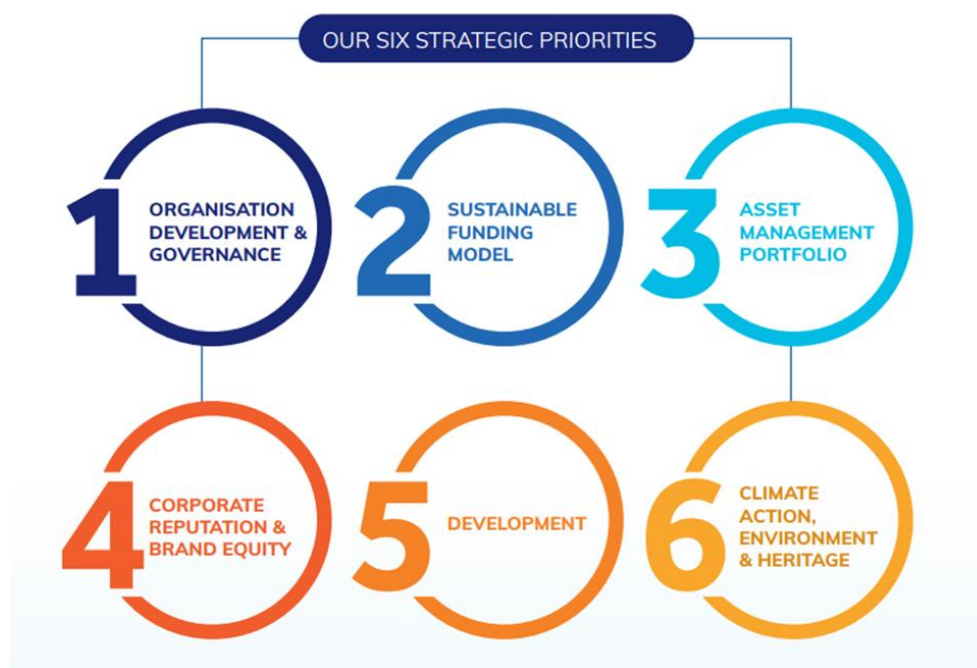 OUR SIX STRATEGIC PRIORITIES
1
ORGANISATION
DEVELOPMENT &
GOVERNANCE
2
SUSTAINABLE
FUNDING
MODEL
3
ASSET
MANAGEMENT
PORTFOLIO
4
CORPORATE
REPUTATION &
BRAND EQUITY
5
DEVELOPMENT
6
CLIMATE
ACTION,
ENVIRONMENT
& HERITAGE